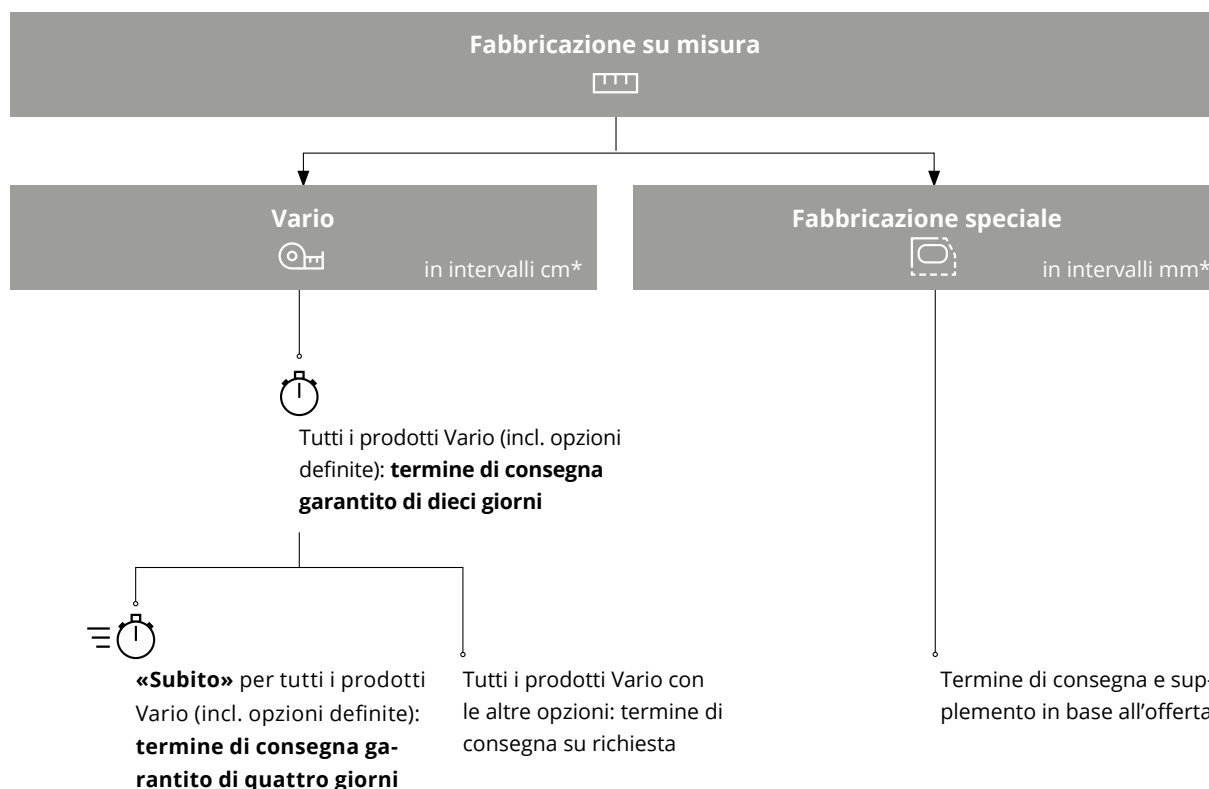 Fabbricazione su misura
Vario
in intervalli cm*
Fabbricazione speciale
in intervalli mm*
Tutti i prodotti Vario (incl. opzioni
definite): termine di consegna
garantito di dieci giorni
«Subito» per tutti i prodotti
Vario (incl. opzioni definite):
termine di consegna ga-
rantito di quattro giorni
Tutti i prodotti Vario con
le altre opzioni: termine di
consegna su richiesta
Termine di consegna e sup-
plemento in base all’offerta